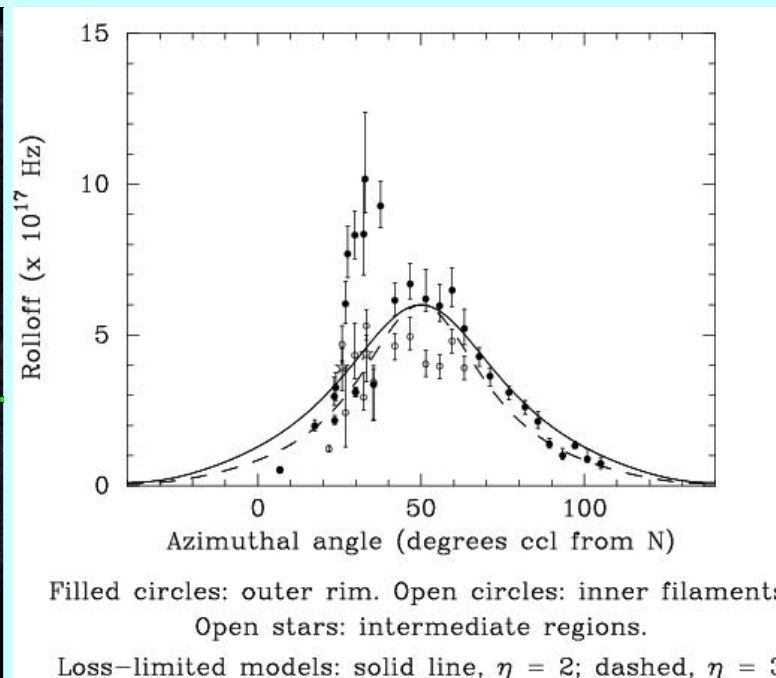 15
10
5
0
Rolloff (x 10^17 Hz)
0 50 100
Azimuthal angle (degrees ccl from N)
Filled circles: outer rim. Open circles: inner filaments
Open stars: intermediate regions.
Loss-limited models: solid line, η = 2; dashed, η = 3